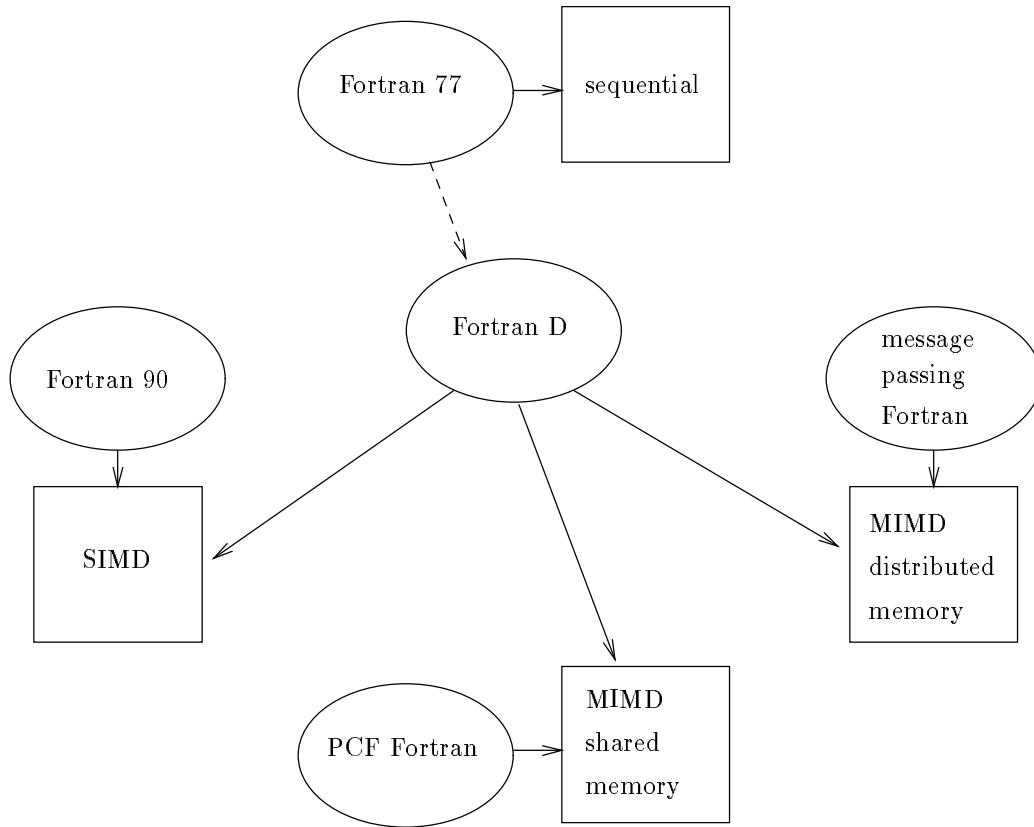 Fortran 77
sequential
Fortran D
Fortran 90
message
passing
Fortran
SIMD
MIMD
distributed
memory
PCF Fortran
MIMD
shared
memory